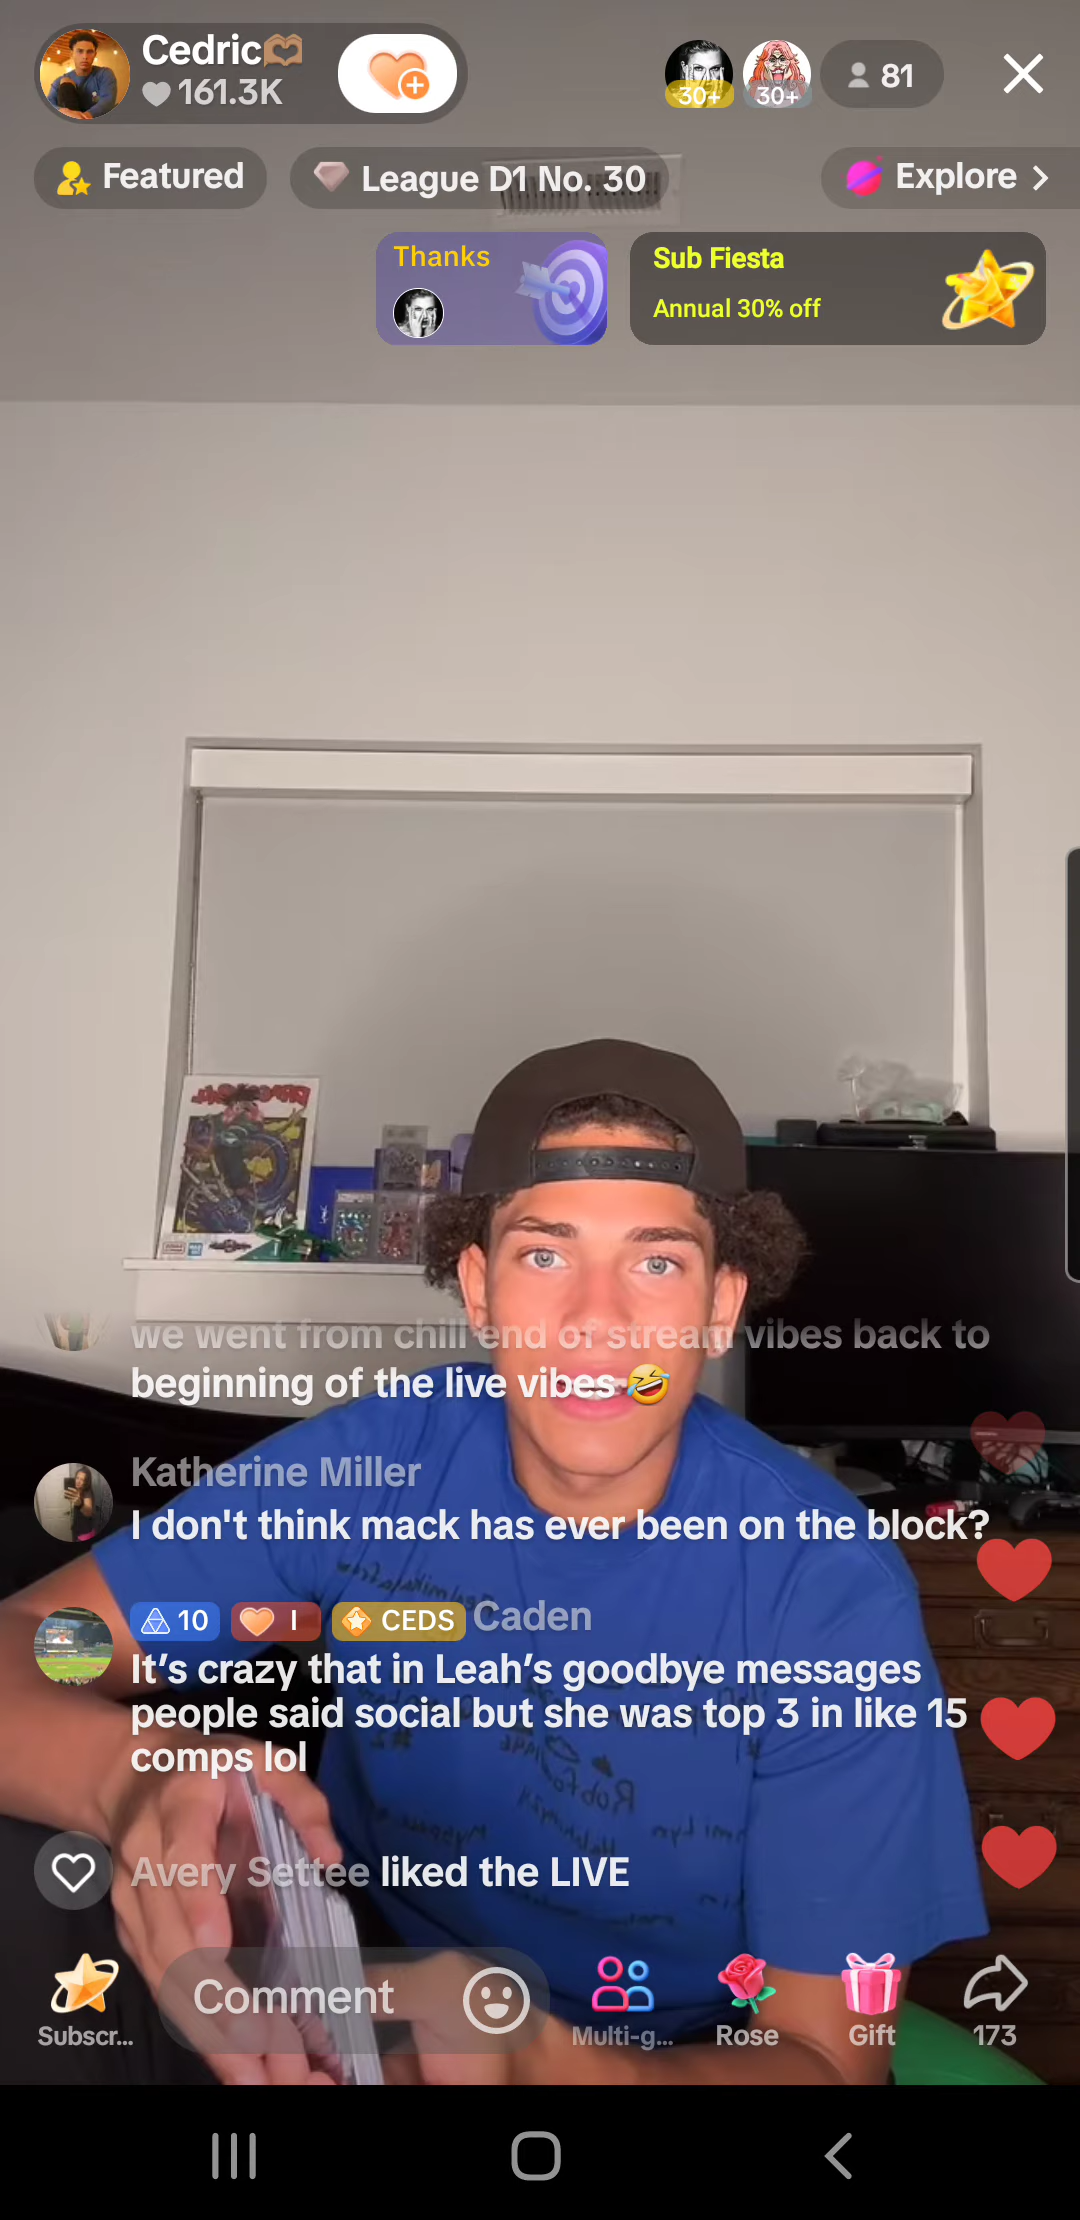 Cedric🫶🏽
161.3K
30+
30+
81
Featured
League D1 No. 30
Explore >
Thanks
Sub Fiesta
Annual 30% off
we went from chill end of stream vibes back to
beginning of the live vibes 🤣
Katherine Miller
I don't think mack has ever been on the block?
10 I CEDS Caden
It’s crazy that in Leah’s goodbye messages
people said social but she was top 3 in like 15
comps lol
Avery Settee liked the LIVE
Comment
Subscr...
Multi-g...
Rose
Gift
173